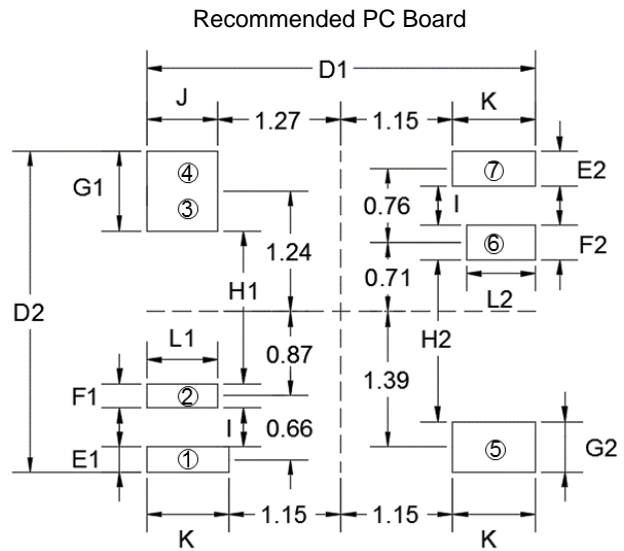 Recommended PC Board
D1
J
K
1.27
1.15
④
⑦
E2
G1
③
0.76
I
1.24
⑥
F2
0.71
H1
L2
D2
H2
L1
0.87
1.39
F1
②
I
0.66
⑤
G2
E1
①
K
1.15
1.15
K